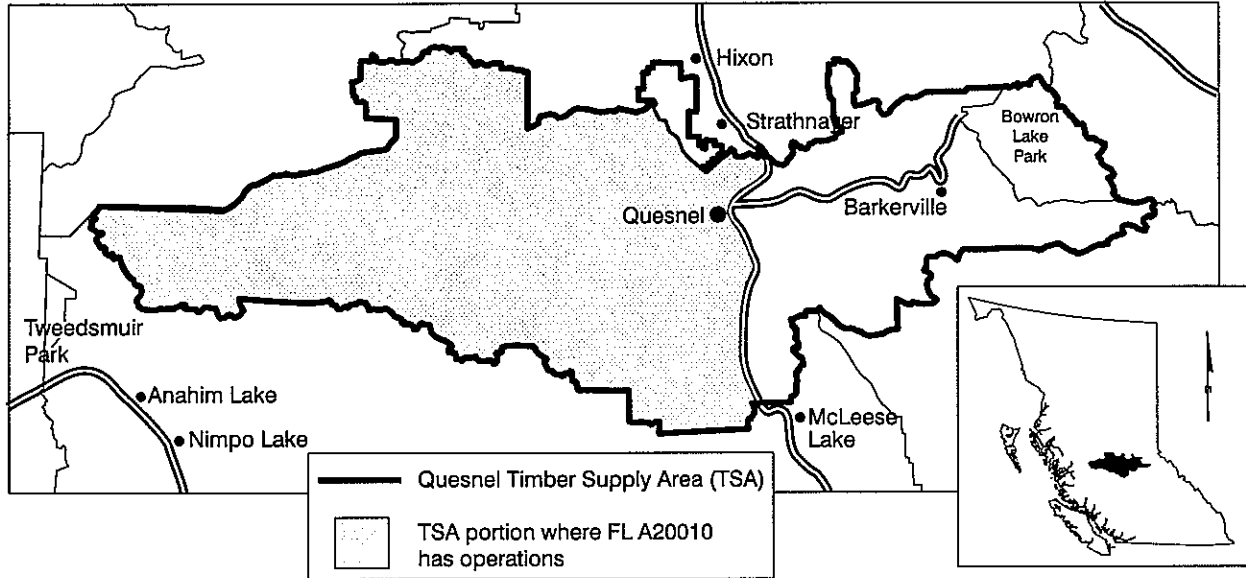 Hixon
Strathnaver
Bowron
Lake
Park
Quesnel
Barkerville
Tweedsmuir
Park
Anahim Lake
Nimpo Lake
McLeese
Lake
Quesnel Timber Supply Area (TSA)
TSA portion where FL A20010
has operations